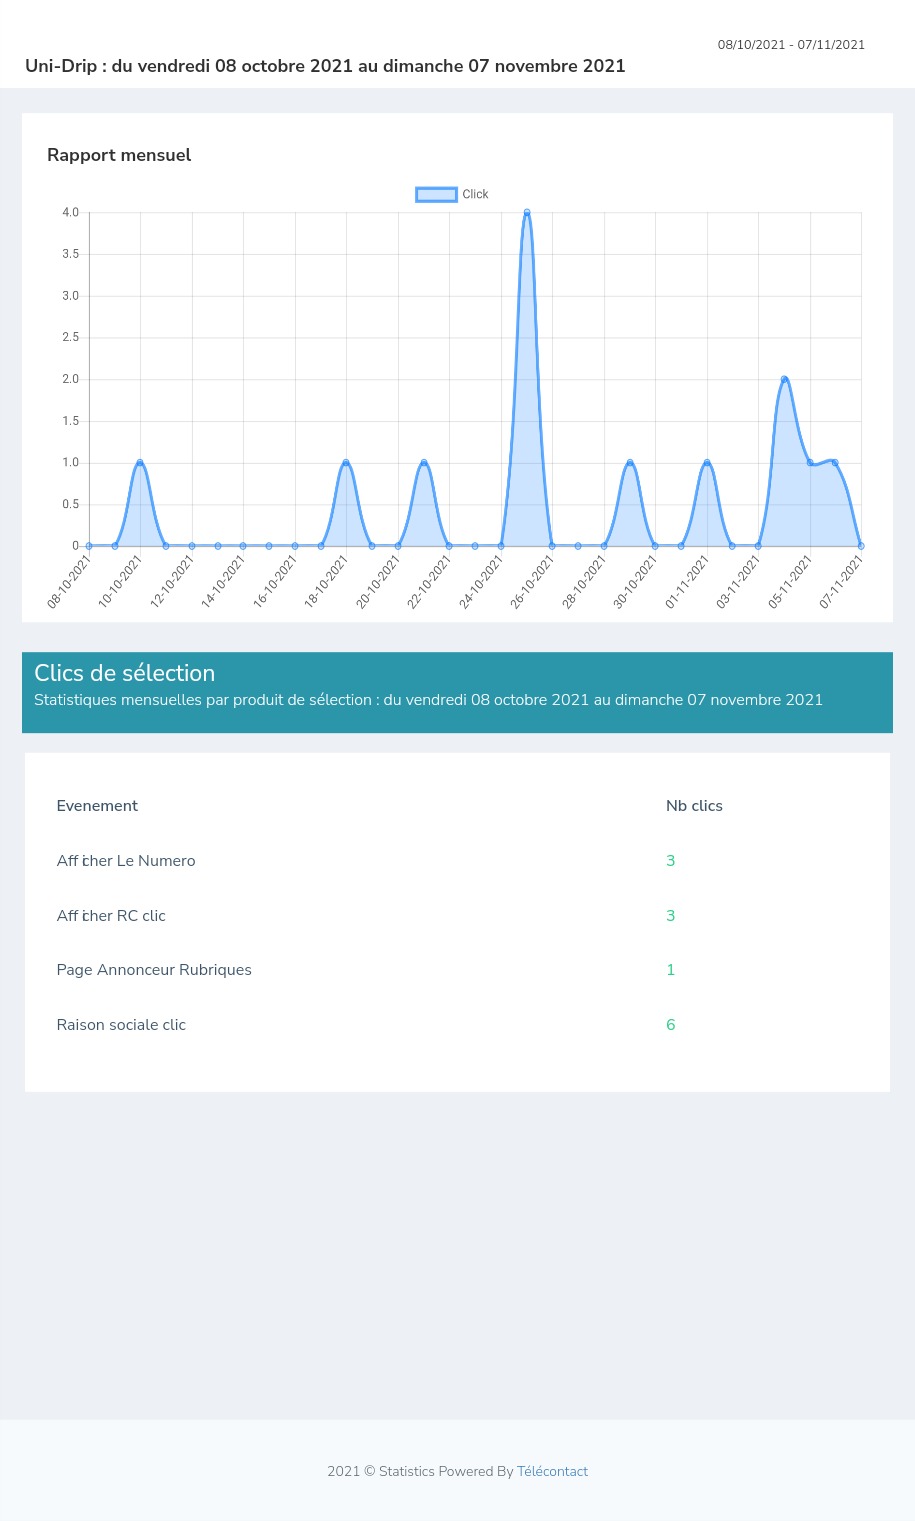 08/10/2021 - 07/11/2021
Uni-Drip : du vendredi 08 octobre 2021 au dimanche 07 novembre 2021
Rapport mensuel
Click
4.0
3.5
3.0
2.5
2.0
1.5
1.0
0.5
0
08-10-2021 10-10-2021 12-10-2021 14-10-2021 16-10-2021 18-10-2021 20-10-2021 22-10-2021 24-10-2021 26-10-2021 28-10-2021 30-10-2021 01-11-2021 03-11-2021 05-11-2021 07-11-2021
Clics de sélection
Statistiques mensuelles par produit de sélection : du vendredi 08 octobre 2021 au dimanche 07 novembre 2021
Evenement Nb clics
Afficher Le Numero 3
Afficher RC clic 3
Page Annonceur Rubriques 1
Raison sociale clic 6
2021 © Statistics Powered By Télécontact